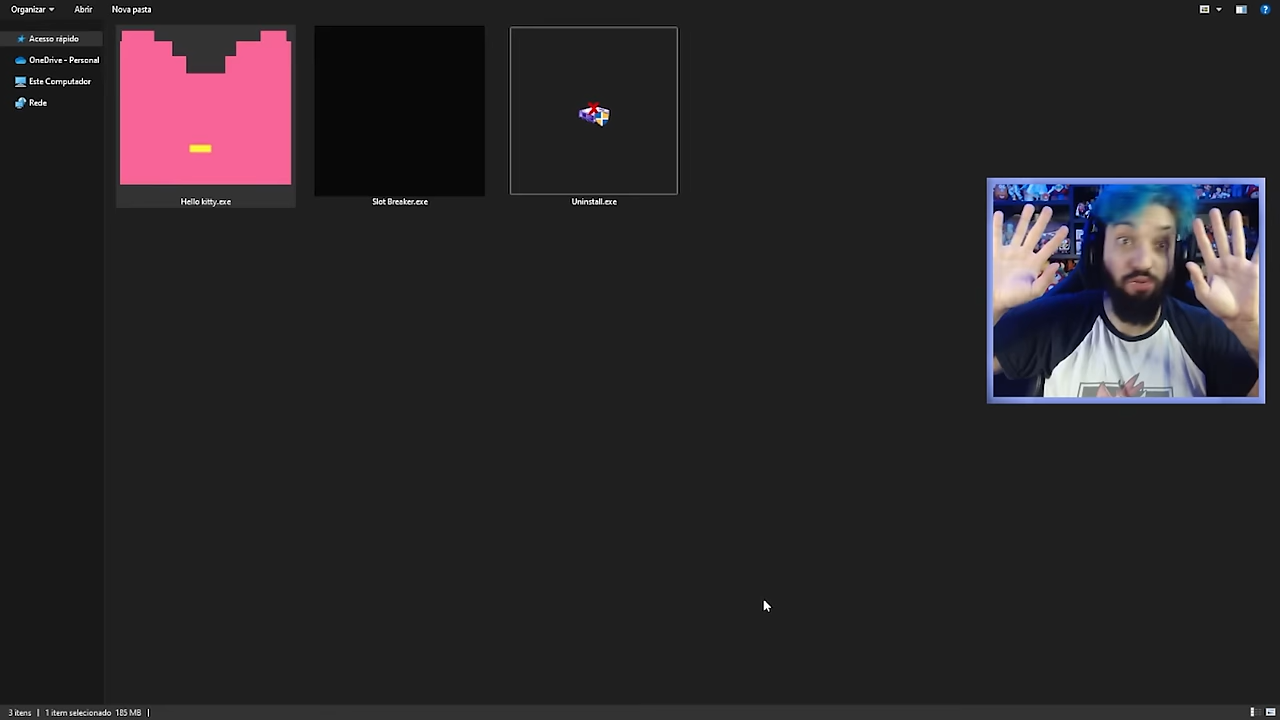 Organizar
Abrir
Nova pasta
Acesso rápido
OneDrive - Personal
Este Computador
Rede
Hello kitty.exe
Slot Breaker.exe
Uninstall.exe
3 itens
1 item selecionado 185 MB